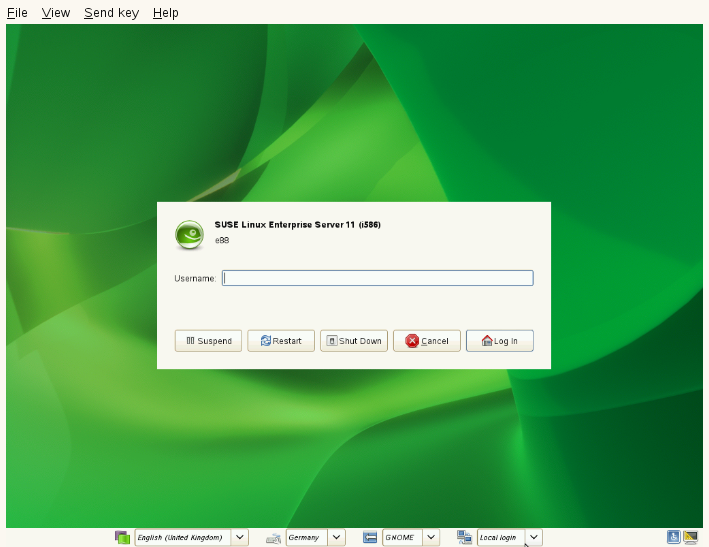 File View Send key Help
SUSE Linux Enterprise Server 11 (i586)
e88
Username:
Suspend Restart Shut Down Cancel Log In
English (United Kingdom) Germany GNOME Local login